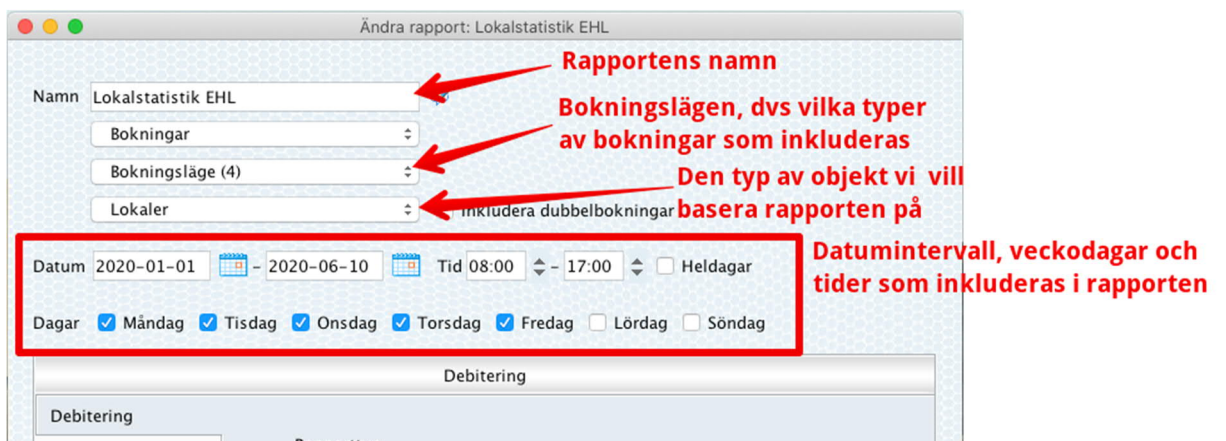 Ändra rapport: Lokalstatistik EHL
Rapportens namn
Namn Lokalstatistik EHL
Bokningslägen, dvs vilka typer
av bokningar som inkluderas
Bokningar
Bokningsläge (4)
Den typ av objekt vi vill
basera rapporten på
Lokaler
Inkludera dubbelbokningar
Datumintervall, veckodagar och
tider som inkluderas i rapporten
Datum 2020-01-01 – 2020-06-10 Tid 08:00 – 17:00 Heldagar
Dagar Måndag Tisdag Onsdag Torsdag Fredag Lördag Söndag
Debitering
Debitering